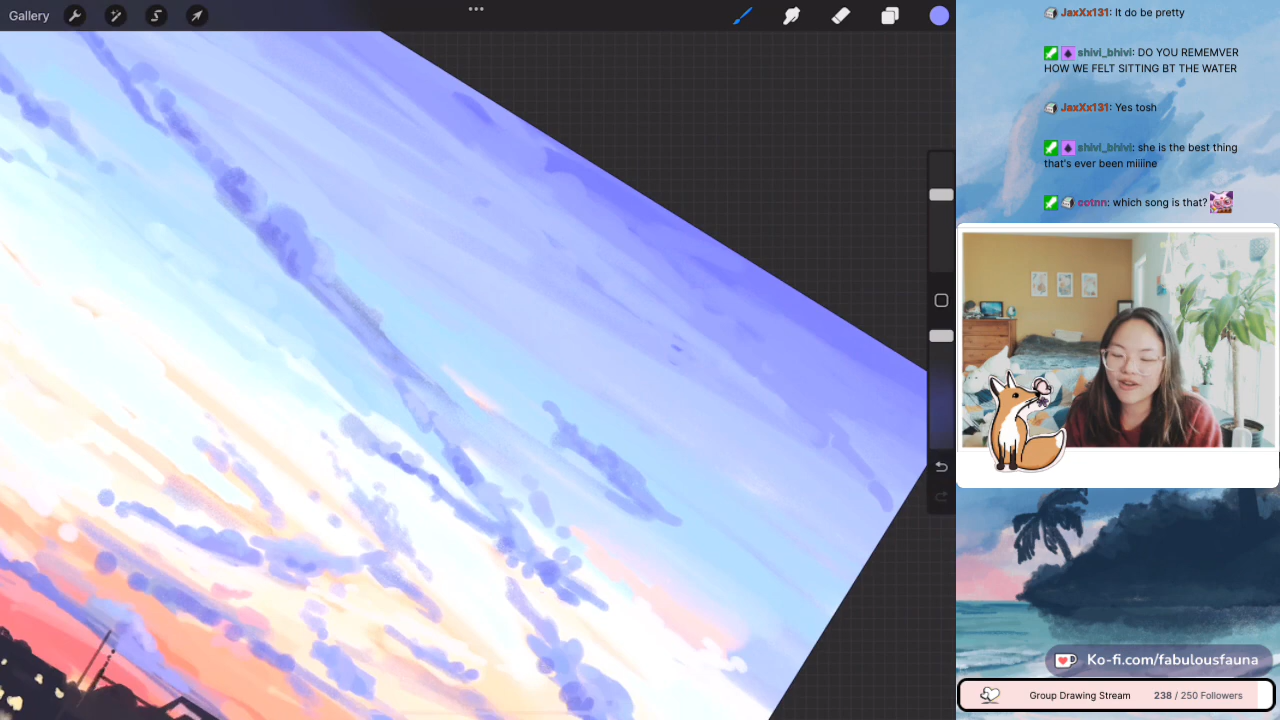 Gallery
JaxXx131: It do be pretty
shivi_bhivi: DO YOU REMEMVER
HOW WE FELT SITTING BT THE WATER
JaxXx131: Yes tosh
shivi_bhivi: she is the best thing
that's ever been miiiine
cotnn: which song is that?
Ko-fi.com/fabulousfauna
Group Drawing Stream 238 / 250 Followers